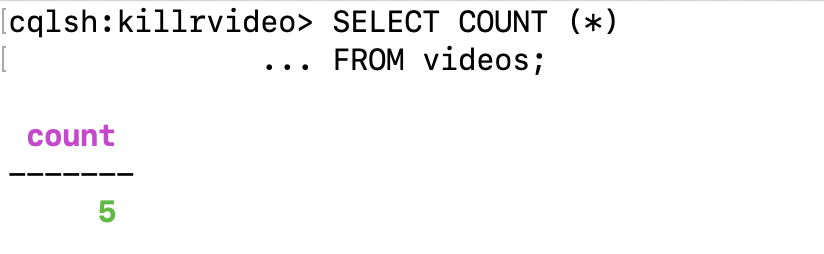 [cqlsh:killrvideo> SELECT COUNT (*)
[ ... FROM videos;
count
-------
5